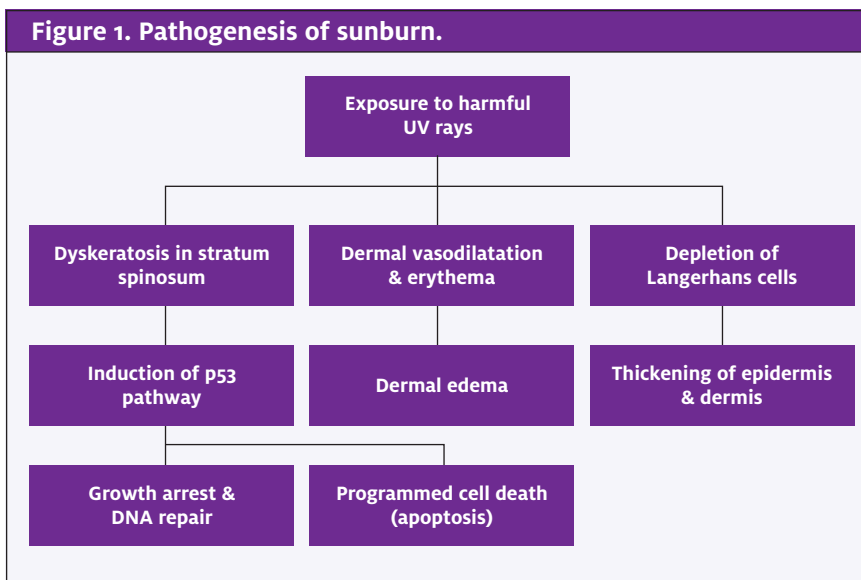 Figure 1. Pathogenesis of sunburn.
Exposure to harmful
UV rays
Dyskeratosis in stratum
spinosum
Dermal vasodilatation
& erythema
Depletion of
Langerhans cells
Induction of p53
pathway
Dermal edema
Thickening of epidermis
& dermis
Growth arrest &
DNA repair
Programmed cell death
(apoptosis)